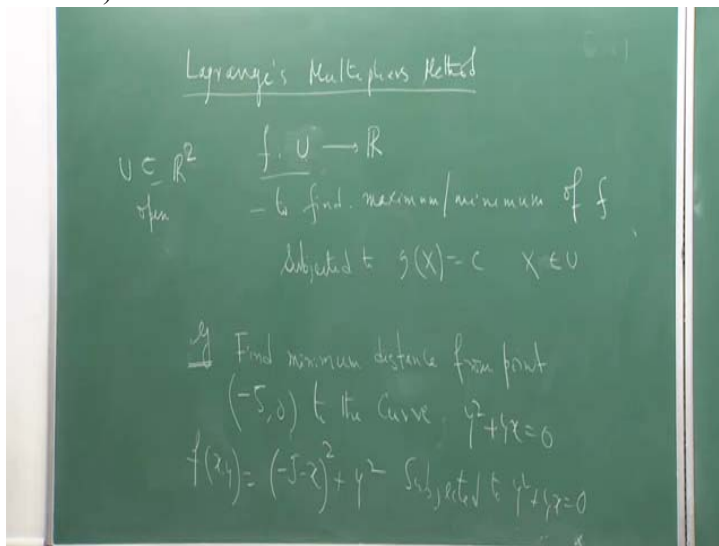 Lagrange's Multipliers Method
U ⊆ R² f: U → R
open - to find maximum/minimum of f
Subjected to g(X) = C X ∈ U
Eg Find minimum distance from point
(-5,0) to the Curve y²+4x=0
f(x,y) = (-5-x)² + y² Subjected to y²+4x=0